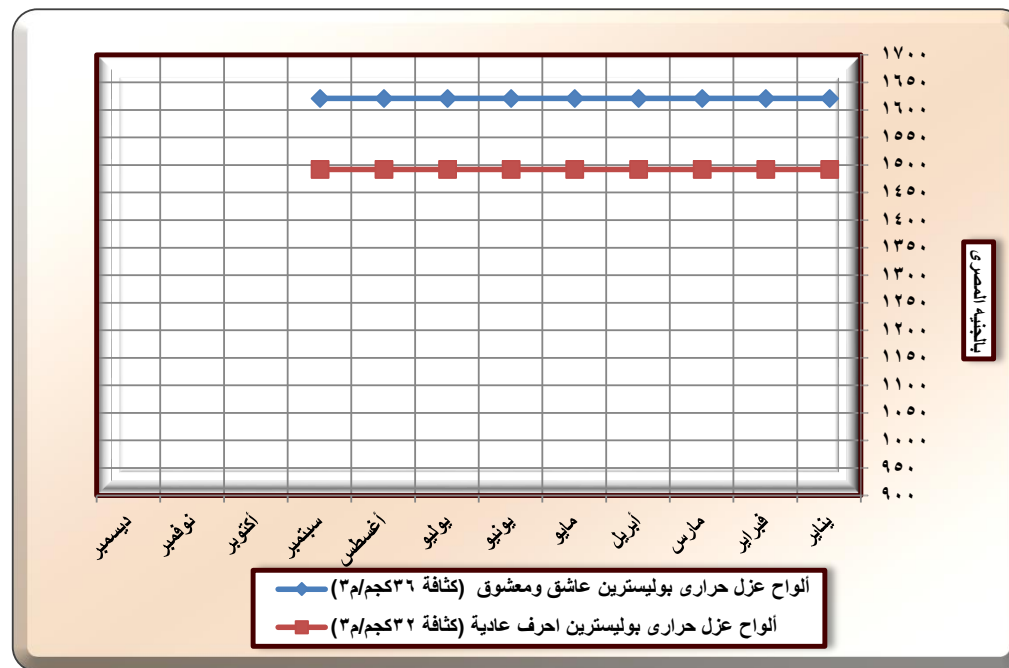 ١٧٠٠
١٦٥٠
١٦٠٠
١٥٥٠
١٥٠٠
١٤٥٠
١٤٠٠
١٣٥٠
١٣٠٠
١٢٥٠
١٢٠٠
١١٥٠
١١٠٠
١٠٥٠
١٠٠٠
٩٥٠
٩٠٠
بالجنيه المصرى
يناير
فبراير
مارس
أبريل
مايو
يونيو
يوليو
أغسطس
سبتمبر
أكتوبر
نوفمبر
ديسمبر
ألواح عزل حرارى بوليسترين عاشق ومعشوق (كثافة ٣٦كجم/م٣)
ألواح عزل حرارى بوليسترين احرف عادية (كثافة ٣٢كجم/م٣)